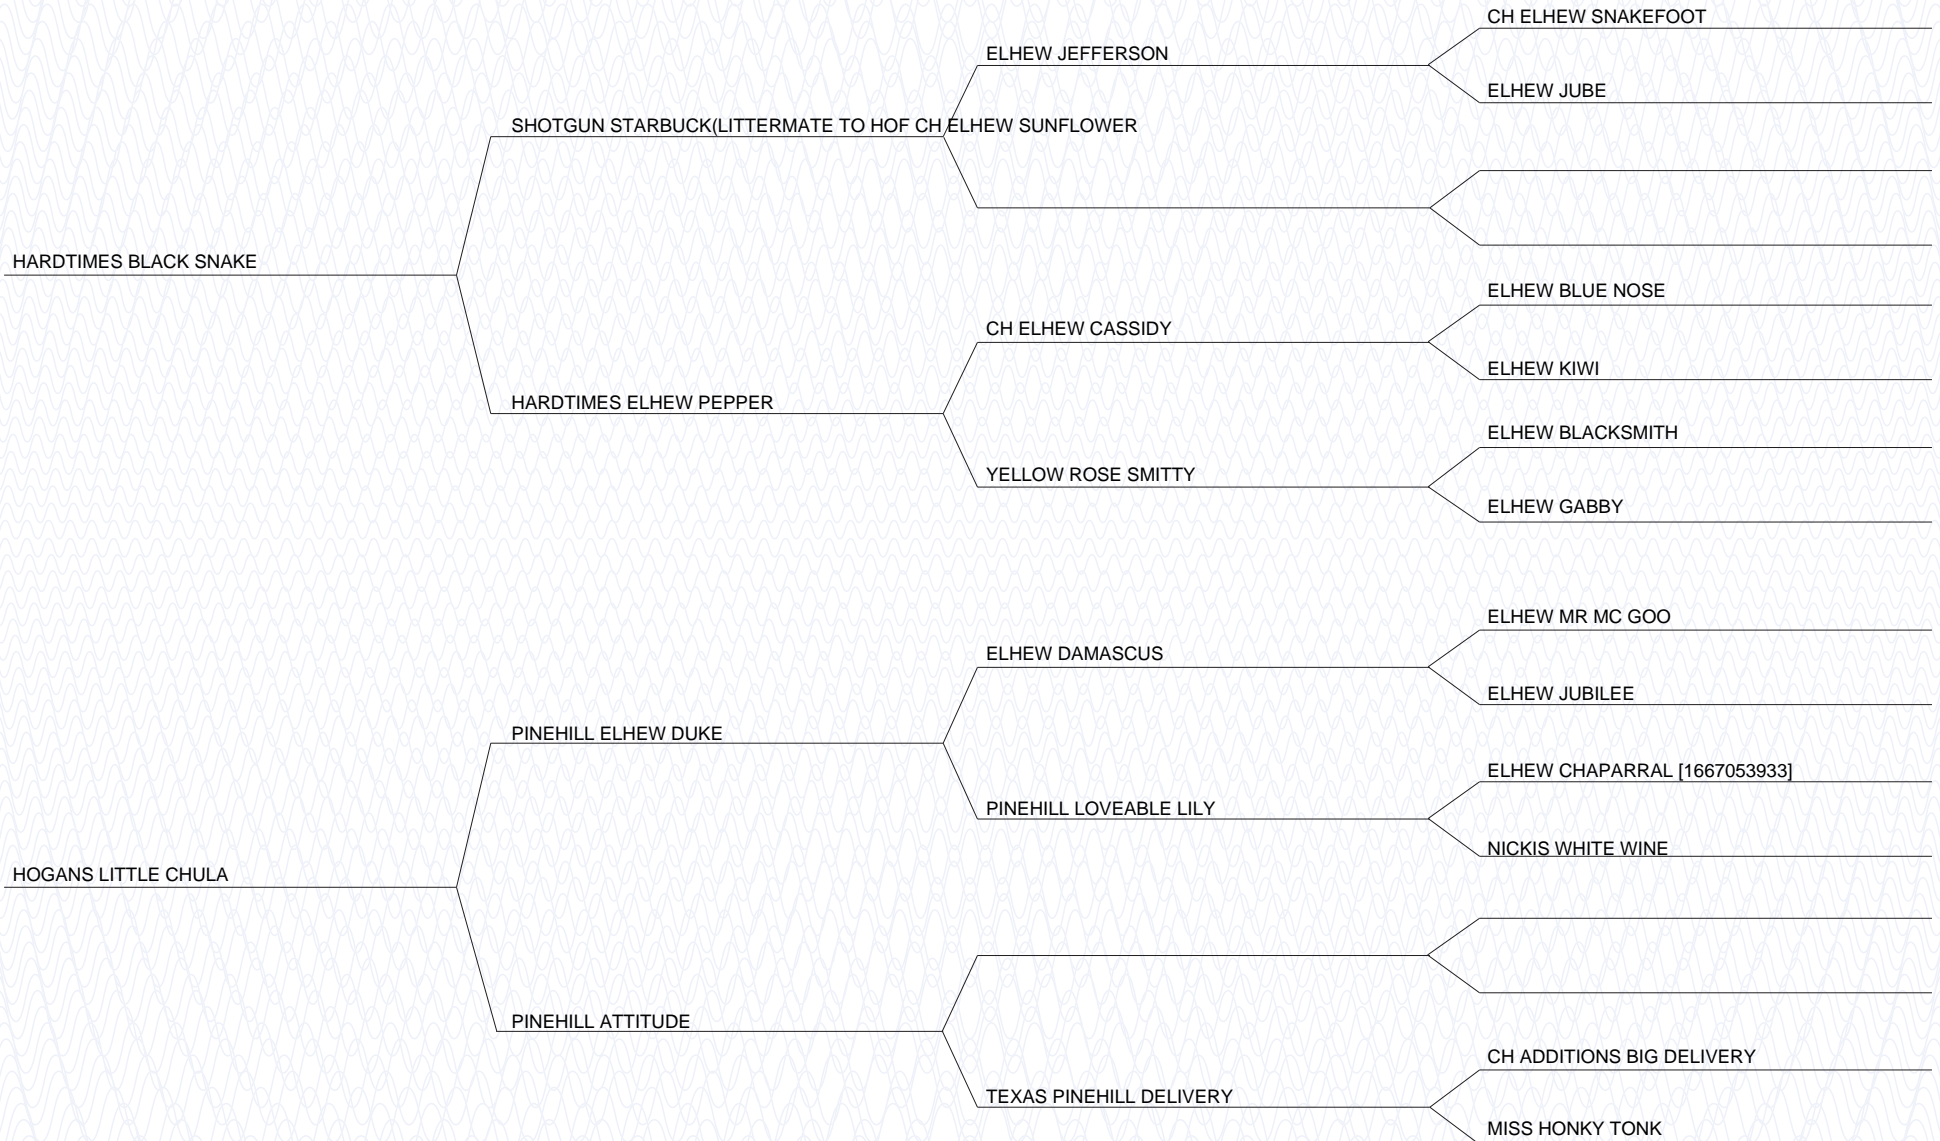 CH ELHEW SNAKEFOOT
ELHEW JEFFERSON
ELHEW JUBE
SHOTGUN STARBUCK(LITTERMATE TO HOF CH ELHEW SUNFLOWER
HARDTIMES BLACK SNAKE
ELHEW BLUE NOSE
CH ELHEW CASSIDY
ELHEW KIWI
HARDTIMES ELHEW PEPPER
ELHEW BLACKSMITH
YELLOW ROSE SMITTY
ELHEW GABBY
ELHEW MR MC GOO
ELHEW DAMASCUS
ELHEW JUBILEE
PINEHILL ELHEW DUKE
ELHEW CHAPARRAL [1667053933]
PINEHILL LOVEABLE LILY
NICKIS WHITE WINE
HOGANS LITTLE CHULA
PINEHILL ATTITUDE
CH ADDITIONS BIG DELIVERY
TEXAS PINEHILL DELIVERY
MISS HONKY TONK